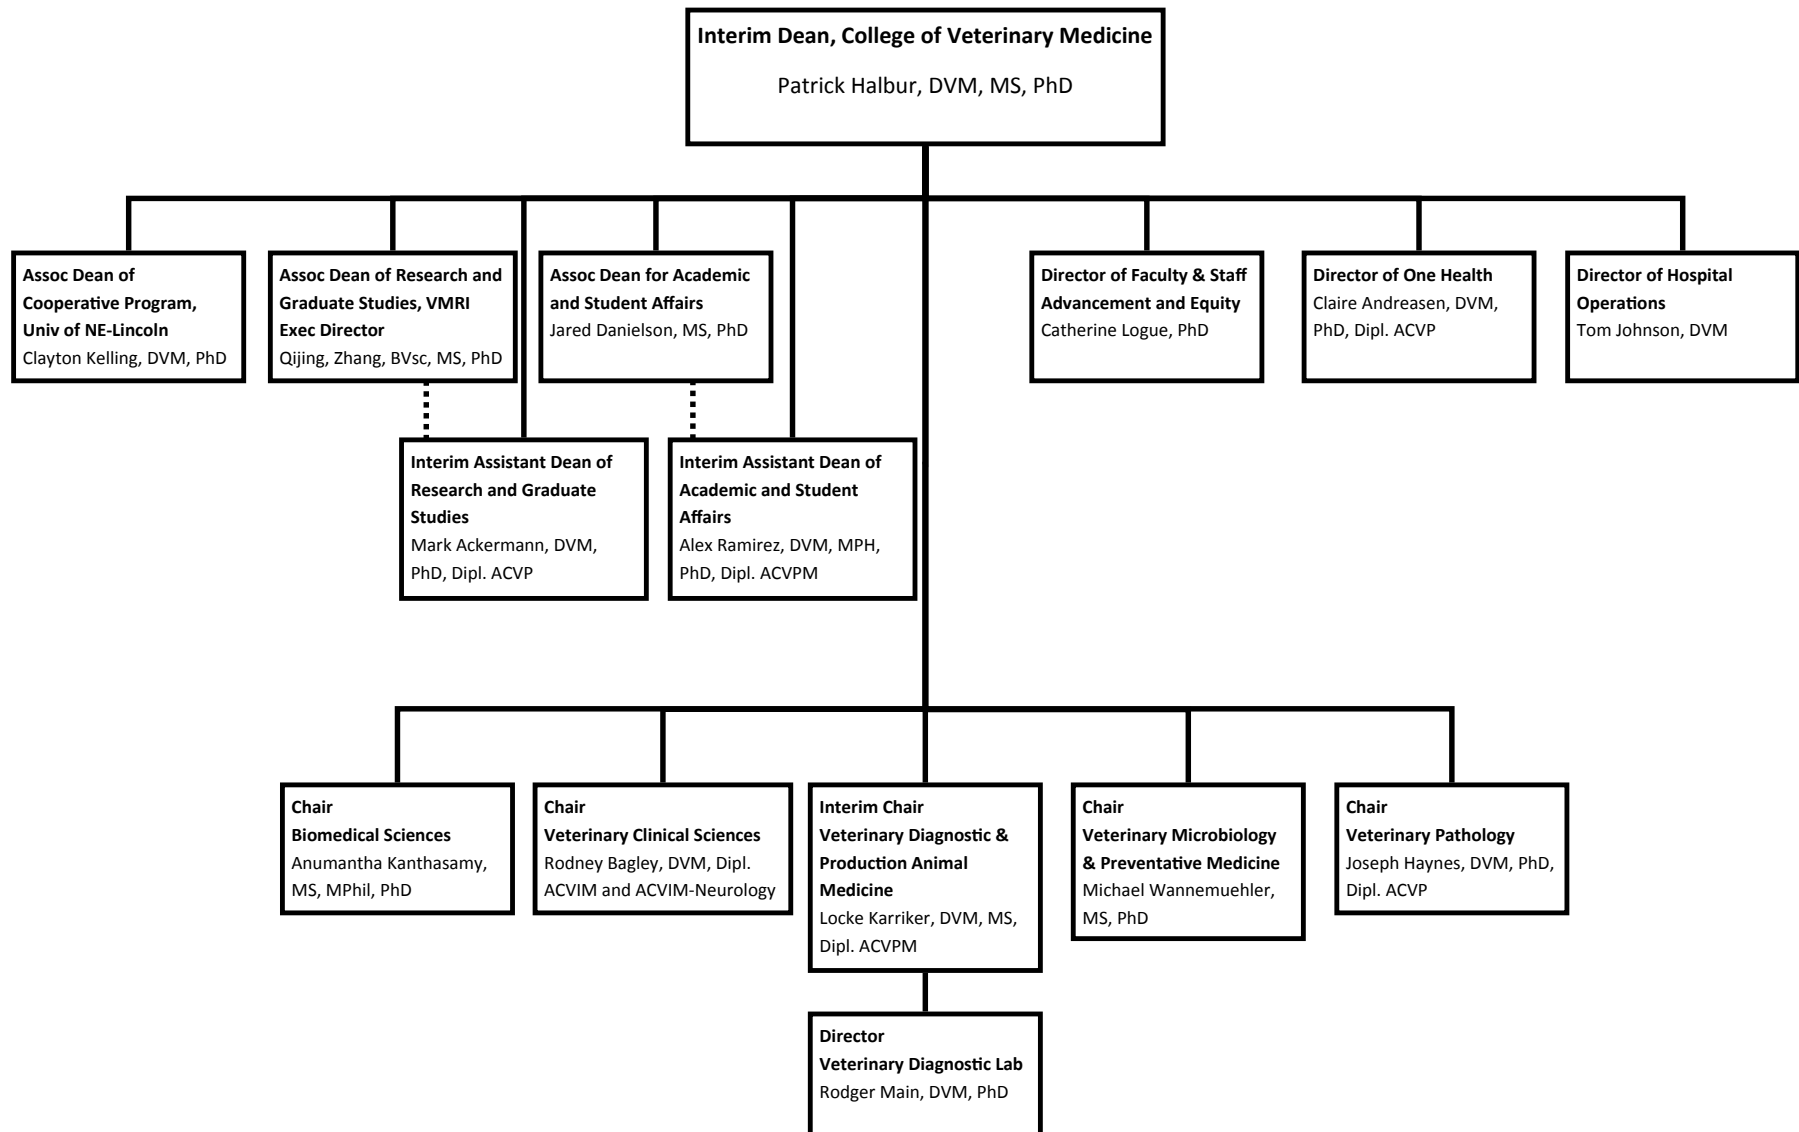 Interim Dean, College of Veterinary Medicine
Patrick Halbur, DVM, MS, PhD
Assoc Dean of
Cooperative Program,
Univ of NE-Lincoln
Clayton Kelling, DVM, PhD
Assoc Dean of Research and
Graduate Studies, VMRI
Exec Director
Qijing, Zhang, BVsc, MS, PhD
Assoc Dean for Academic
and Student Affairs
Jared Danielson, MS, PhD
Director of Faculty & Staff
Advancement and Equity
Catherine Logue, PhD
Director of One Health
Claire Andreasen, DVM,
PhD, Dipl. ACVP
Director of Hospital
Operations
Tom Johnson, DVM
Interim Assistant Dean of
Research and Graduate
Studies
Mark Ackermann, DVM,
PhD, Dipl. ACVP
Interim Assistant Dean of
Academic and Student
Affairs
Alex Ramirez, DVM, MPH,
PhD, Dipl. ACVPM
Chair
Biomedical Sciences
Anumantha Kanthasamy,
MS, MPhil, PhD
Chair
Veterinary Clinical Sciences
Rodney Bagley, DVM, Dipl.
ACVIM and ACVIM-Neurology
Interim Chair
Veterinary Diagnostic &
Production Animal
Medicine
Locke Karriker, DVM, MS,
Dipl. ACVPM
Chair
Veterinary Microbiology
& Preventative Medicine
Michael Wannemuehler,
MS, PhD
Chair
Veterinary Pathology
Joseph Haynes, DVM, PhD,
Dipl. ACVP
Director
Veterinary Diagnostic Lab
Rodger Main, DVM, PhD